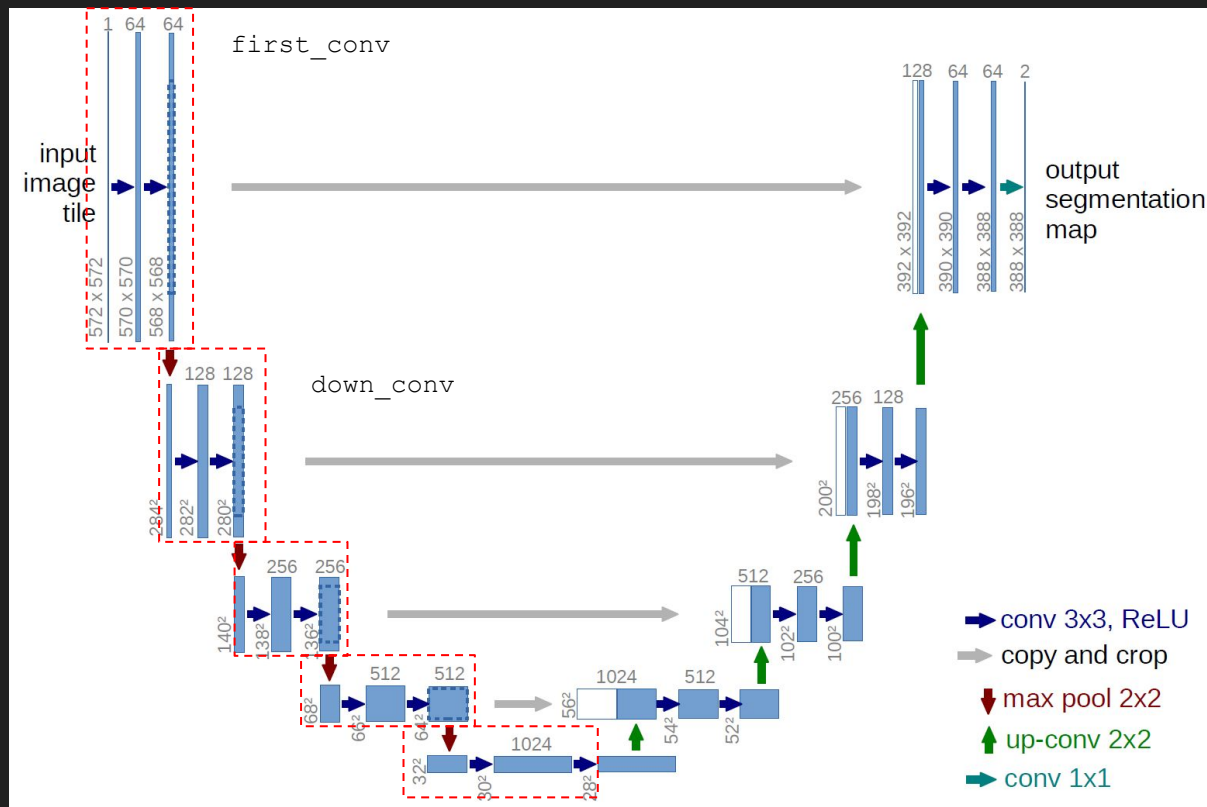 1 64 64
first_conv
input
image
tile
572 x 572
570 x 570
568 x 568
128 64 64 2
output
segmentation
map
392 x 392
390 x 390
388 x 388
388 x 388
128 128
down_conv
284²
282²
280²
256 128
200²
198²
196²
256 256
140²
138²
136²
512 256
104²
102²
100²
512 512
68²
66²
64²
1024 512
56²
54²
52²
1024
32²
30²
28²
conv 3x3, ReLU
copy and crop
max pool 2x2
up-conv 2x2
conv 1x1